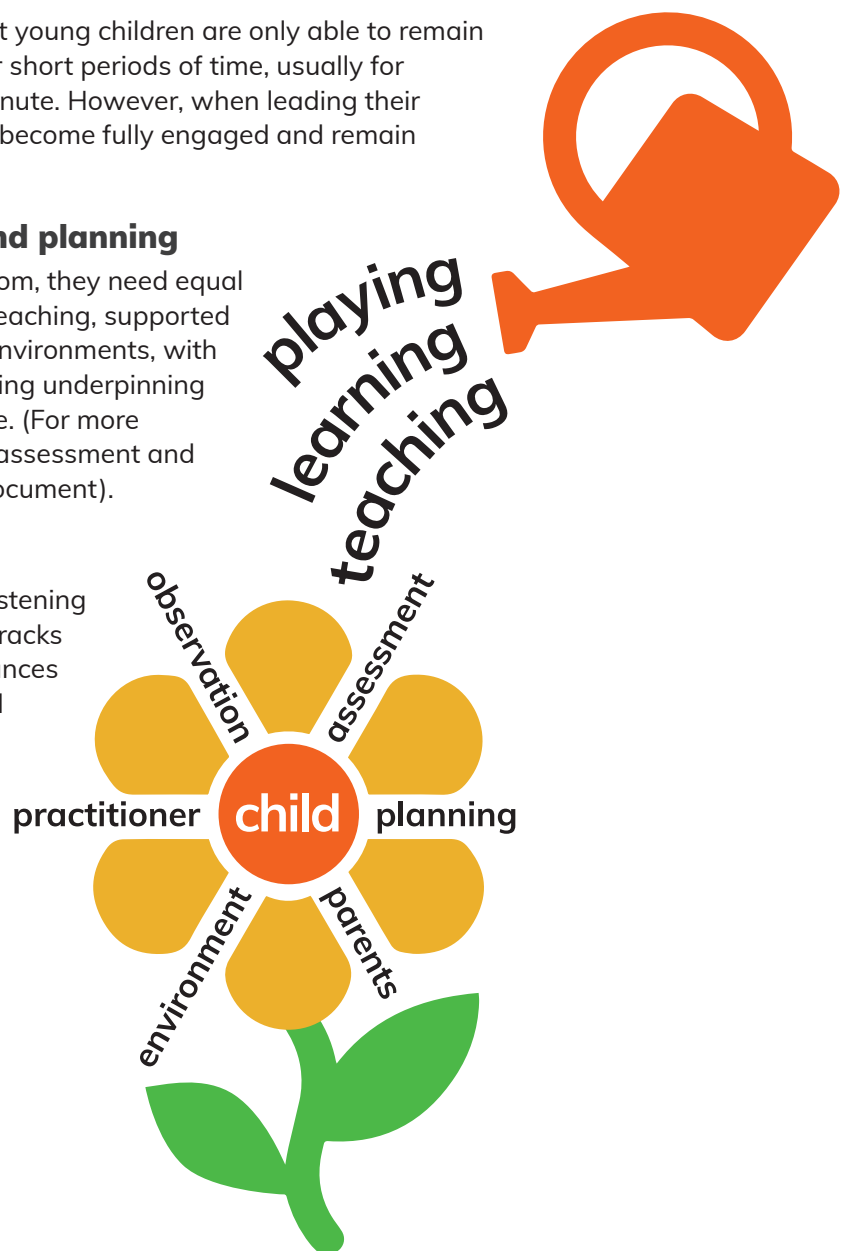 t young children are only able to remain
r short periods of time, usually for
nute. However, when leading their
become fully engaged and remain
nd planning
om, they need equal
eaching, supported
nvironments, with
ing underpinning
e. (For more
assessment and
ocument).
playing
learning
teaching
stening
racks
nces
l
observation
assessment
practitioner
child
planning
environment
parents